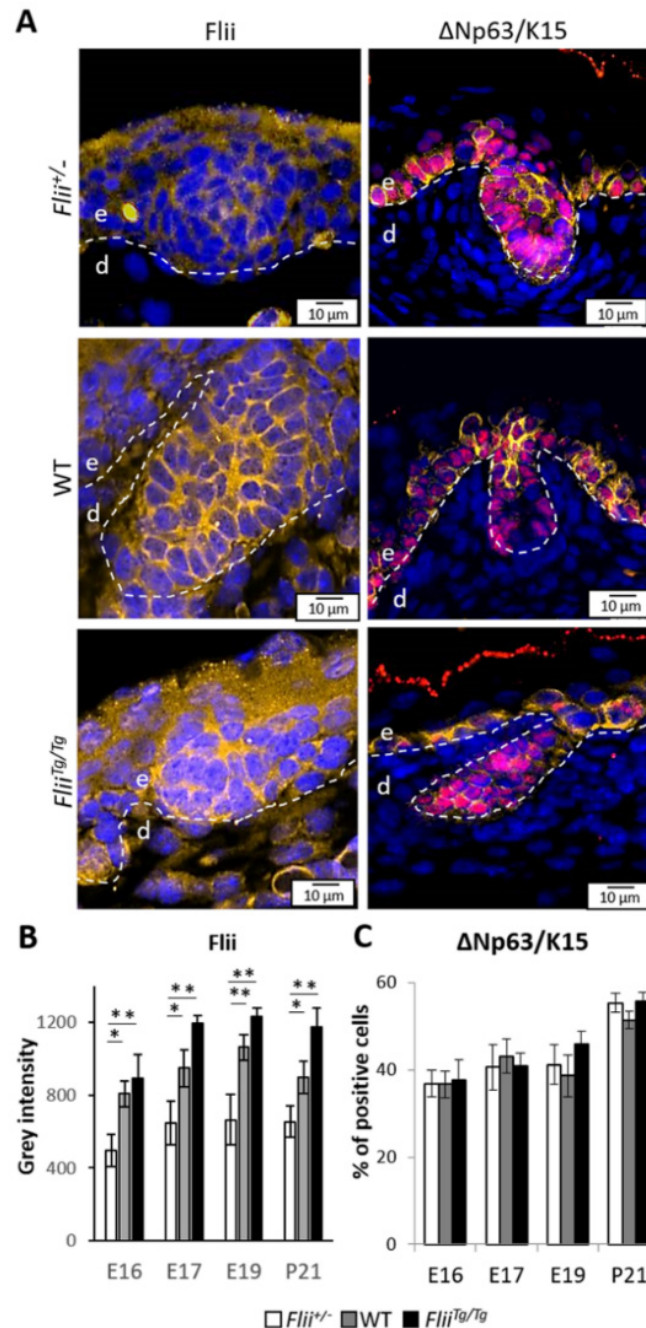 A
Flii
ΔNp63/K15
Flii+/-
e
d
10 μm
e
d
10 μm
WT
e
d
10 μm
e
d
10 μm
FliiTg/Tg
e
d
10 μm
e
d
10 μm
B
Flii
Grey intensity
1200
800
400
0
* *
*
* *
*
* *
* *
* *
*
E16 E17 E19 P21
C
ΔNp63/K15
% of positive cells
60
40
20
0
E16 E17 E19 P21
Flii+/- WT FliiTg/Tg